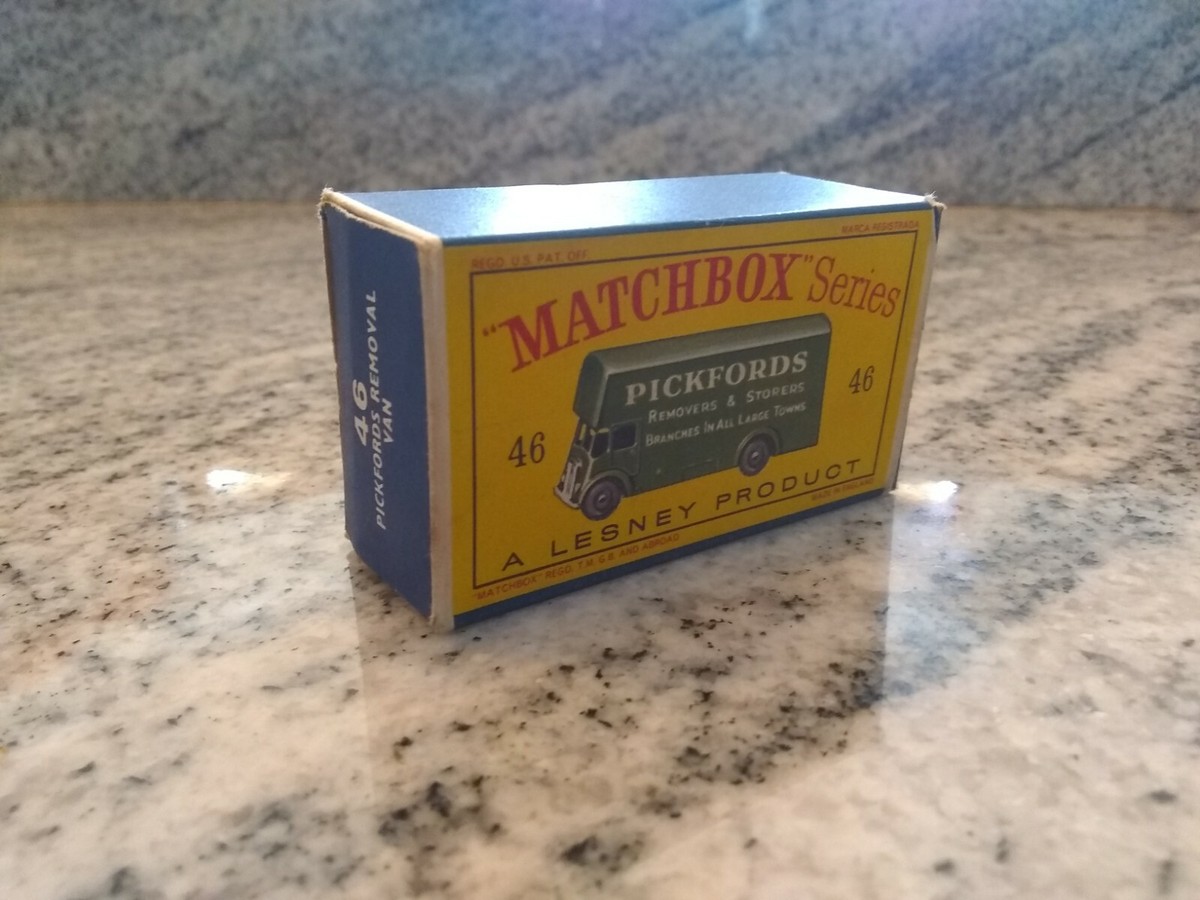 46
PICKFORDS REMOVAL
VAN
REGD. U.S. PAT. OFF.
MARCA REGISTRADA
"MATCHBOX" Series
PICKFORDS
REMOVERS & STORERS
BRANCHES IN ALL LARGE TOWNS
46
46
A LESNEY PRODUCT
MADE IN ENGLAND
"MATCHBOX" REGD. T.M. G.B. AND ABROAD